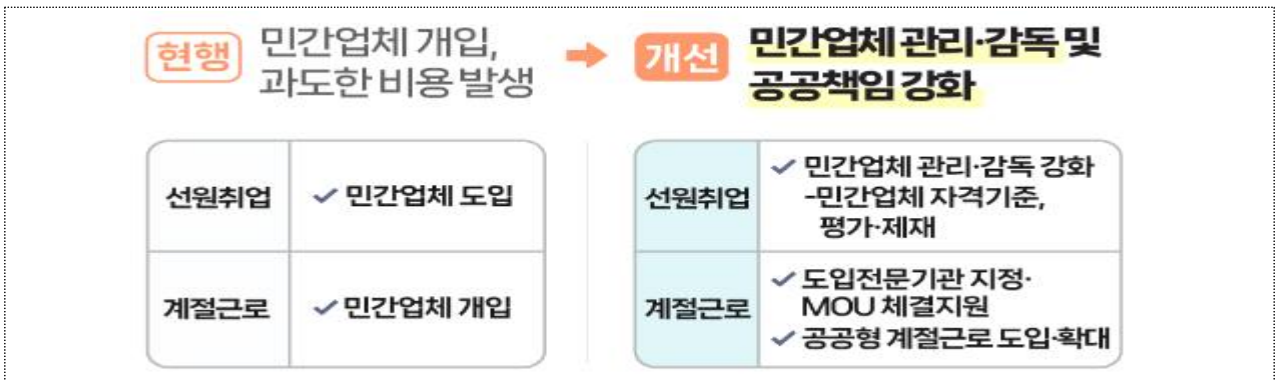 현행 민간업체 개입,
과도한 비용 발생
개선 민간업체 관리·감독 및
공공책임 강화
선원취업
✓ 민간업체 도입
계절근로
✓ 민간업체 개입
선원취업
✓ 민간업체 관리·감독 강화
-민간업체 자격기준,
평가·제재
계절근로
✓ 도입전문기관 지정·
MOU 체결지원
✓ 공공형 계절근로 도입·확대